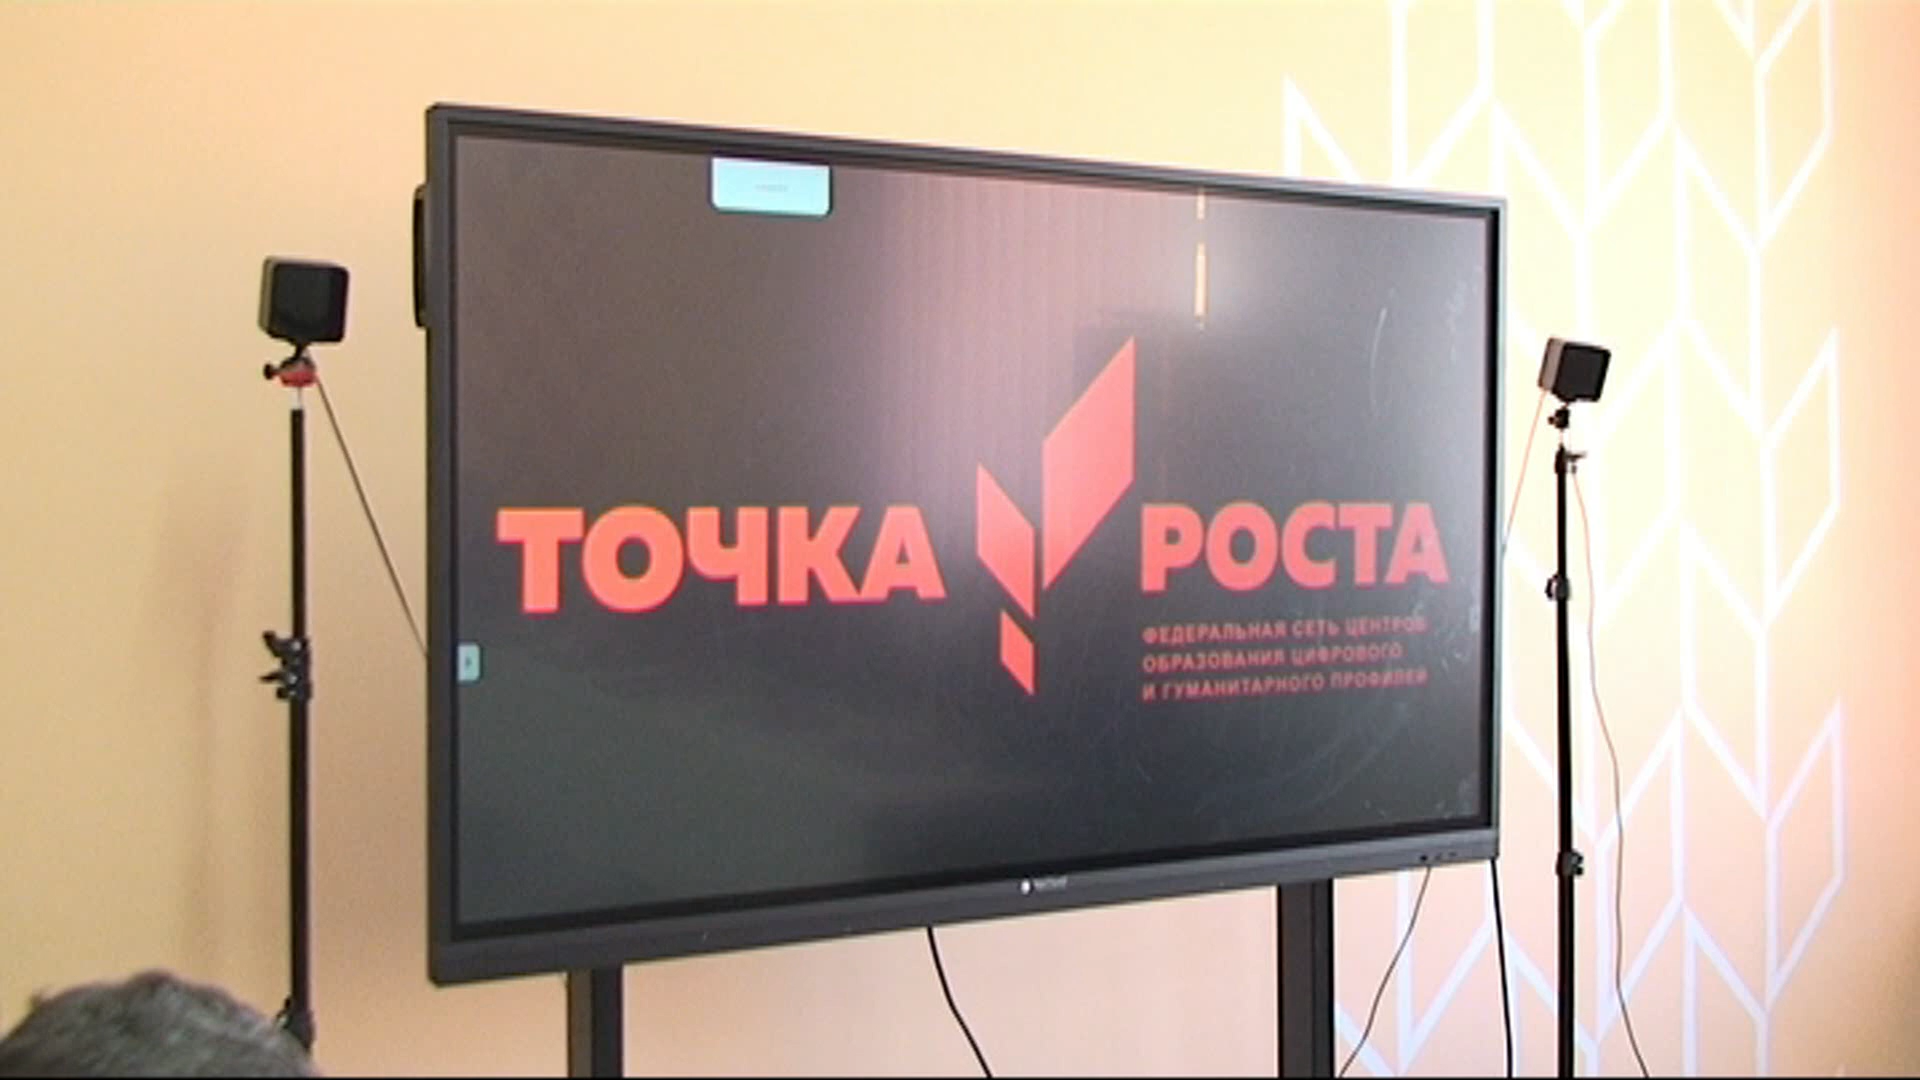 ТОЧКА РОСТА
ФЕДЕРАЛЬНАЯ СЕТЬ ЦЕНТРОВ
ОБРАЗОВАНИЯ ЦИФРОВОГО
И ГУМАНИТАРНОГО ПРОФИЛЕЙ